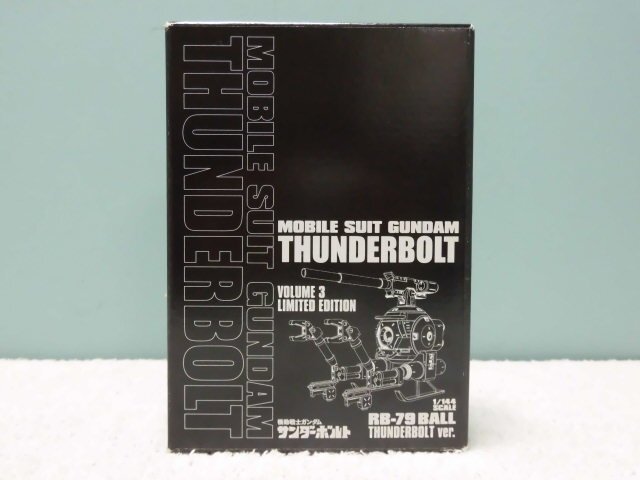 MOBILE SUIT GUNDAM
THUNDERBOLT
MOBILE SUIT GUNDAM
THUNDERBOLT
VOLUME 3
LIMITED EDITION
1/144
SCALE
機動戦士ガンダム
サンダーボルト
RB-79 BALL
THUNDERBOLT ver.